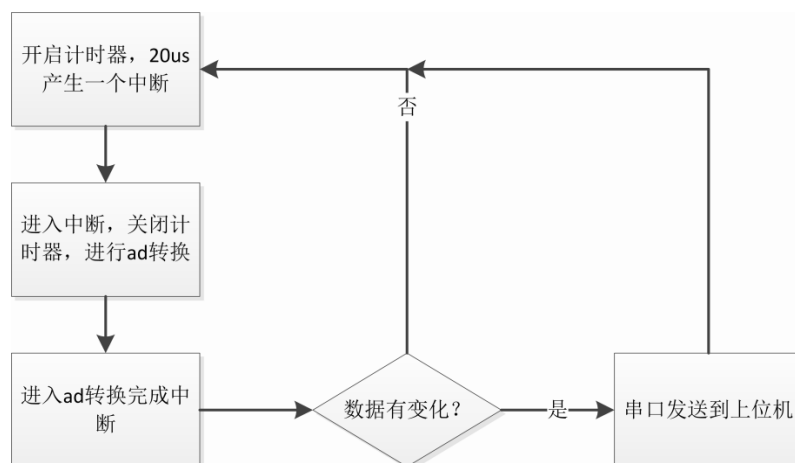 开启计时器，20us
产生一个中断
否
进入中断，关闭计
时器，进行ad转换
进入ad转换完成中
断
数据有变化？
是
串口发送到上位机